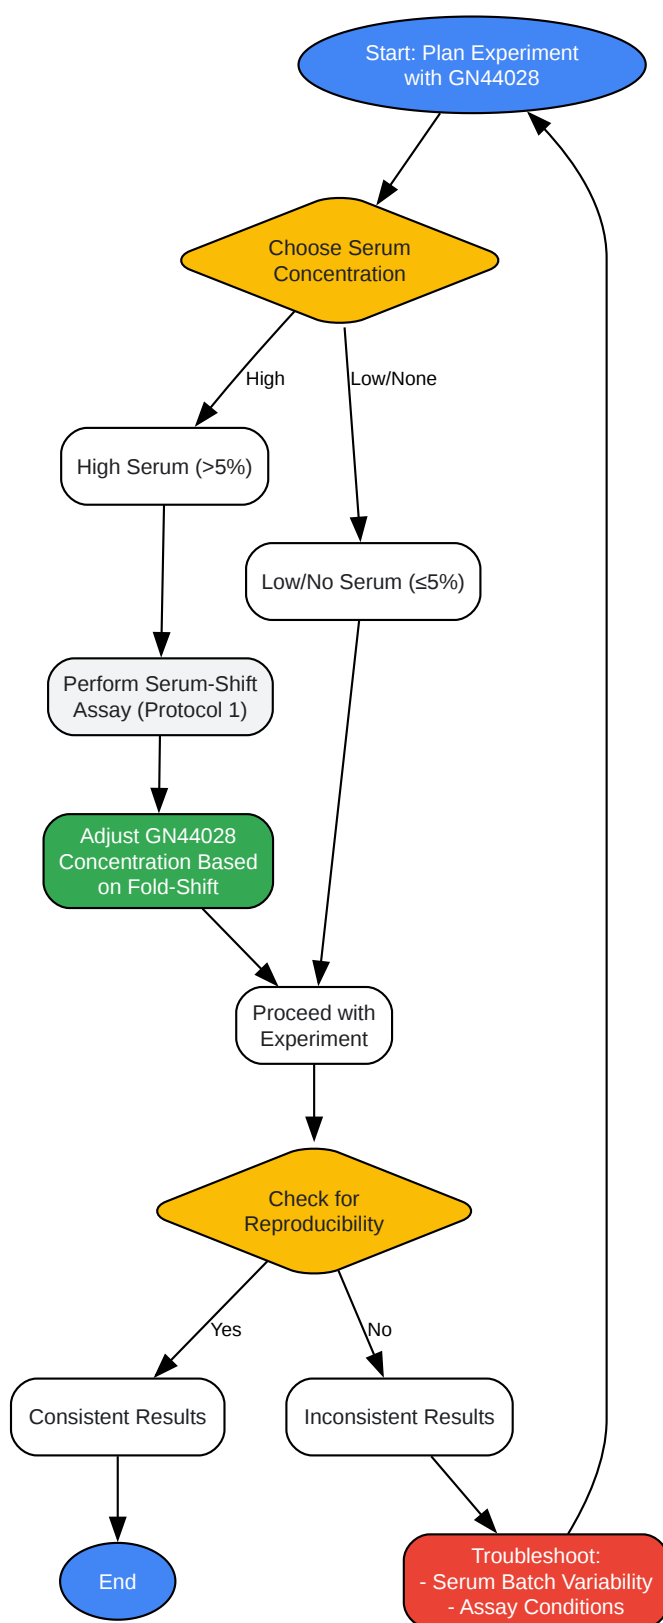 Start: Plan Experiment
with GN44028
Choose Serum
Concentration
High
Low/None
High Serum (>5%)
Low/No Serum (≤5%)
Perform Serum-Shift
Assay (Protocol 1)
Adjust GN44028
Concentration Based
on Fold-Shift
Proceed with
Experiment
Check for
Reproducibility
Yes
No
Consistent Results
Inconsistent Results
End
Troubleshoot:
- Serum Batch Variability
- Assay Conditions